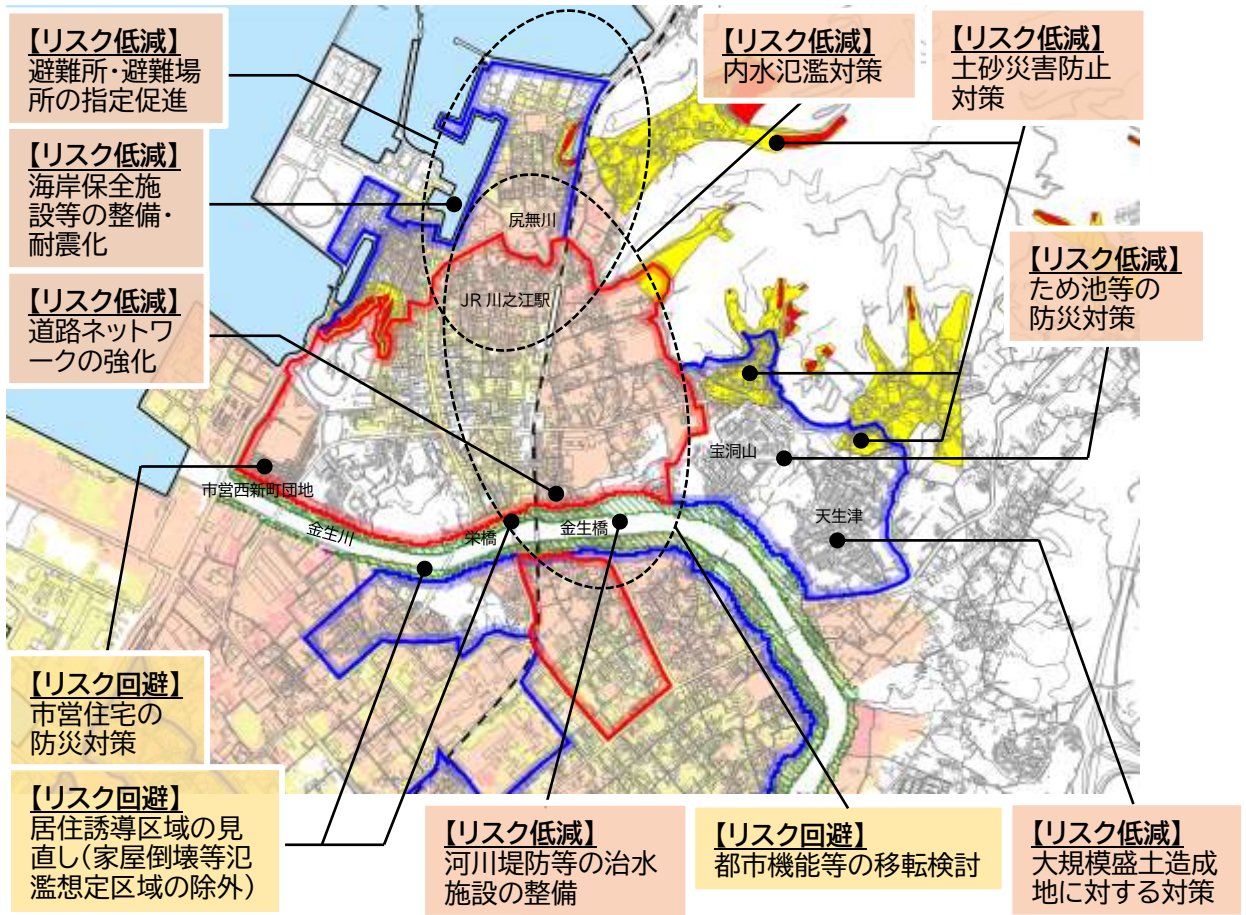 【リスク低減】
避難所・避難場
所の指定促進
【リスク低減】
海岸保全施
設等の整備・
耐震化
【リスク低減】
道路ネットワ
ークの強化
【リスク低減】
内水氾濫対策
【リスク低減】
土砂災害防止
対策
【リスク低減】
ため池等の
防災対策
尻無川
JR 川之江駅
宝洞山
天生津
市営西新町団地
金生川
栄橋
金生橋
【リスク回避】
市営住宅の
防災対策
【リスク回避】
居住誘導区域の見
直し(家屋倒壊等氾
濫想定区域の除外)
【リスク低減】
河川堤防等の治水
施設の整備
【リスク回避】
都市機能等の移転検討
【リスク低減】
大規模盛土造成
地に対する対策